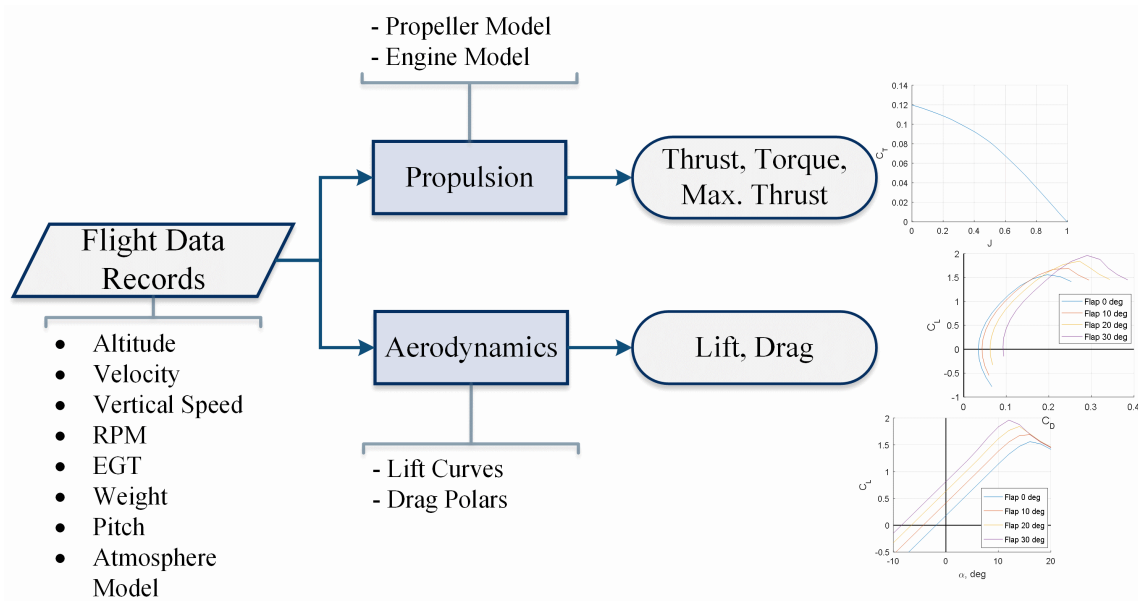 - Propeller Model
- Engine Model
Propulsion
Thrust, Torque,
Max. Thrust
Flight Data
Records
• Altitude
• Velocity
• Vertical Speed
• RPM
• EGT
• Weight
• Pitch
• Atmosphere
Model
Aerodynamics
Lift, Drag
- Lift Curves
- Drag Polars
0.14
0.12
0.1
0.08
0.06
0.04
0.02
0
C_T
0 0.2 0.4 0.6 0.8 1
J
2
1.5
1
0.5
0
-0.5
-1
C_L
Flap 0 deg
Flap 10 deg
Flap 20 deg
Flap 30 deg
0 0.1 0.2 0.3 0.4
C_D
2
1.5
1
0.5
0
-0.5
C_L
Flap 0 deg
Flap 10 deg
Flap 20 deg
Flap 30 deg
-10 0 10 20
α, deg